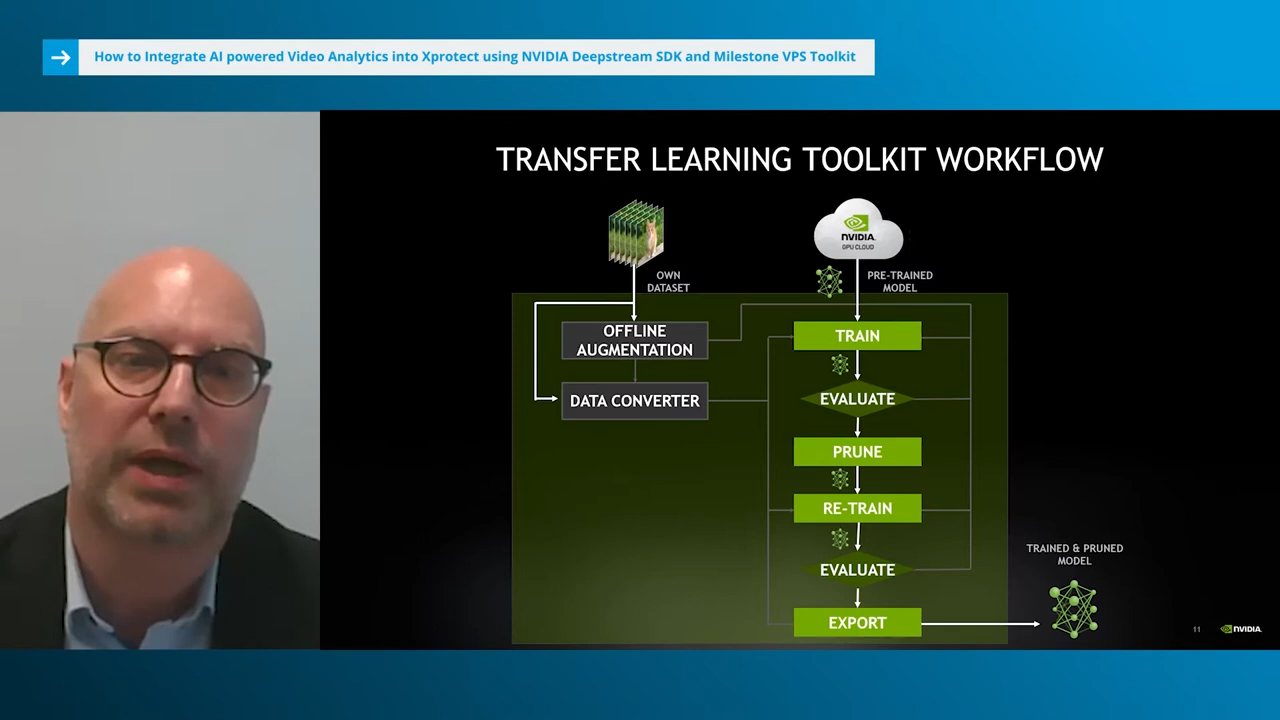 How to Integrate AI powered Video Analytics into Xprotect using NVIDIA Deepstream SDK and Milestone VPS Toolkit
TRANSFER LEARNING TOOLKIT WORKFLOW
NVIDIA
GPU CLOUD
OWN
DATASET
PRE-TRAINED
MODEL
OFFLINE
AUGMENTATION
DATA CONVERTER
TRAIN
EVALUATE
PRUNE
RE-TRAIN
EVALUATE
EXPORT
TRAINED & PRUNED
MODEL
11
NVIDIA.